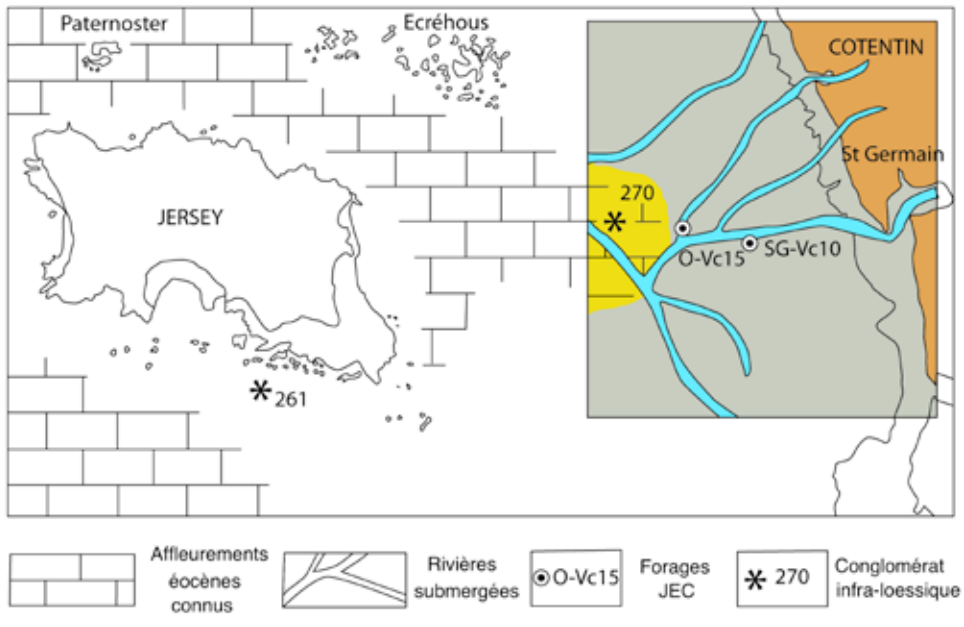 Paternoster
Ecréhous
COTENTIN
St Germain
270
JERSEY
O-Vc15
SG-Vc10
261
Affleurements
éocènes
connus
Rivières
submergées
O-Vc15
Forages
JEC
270
Conglomérat
infra-loessique